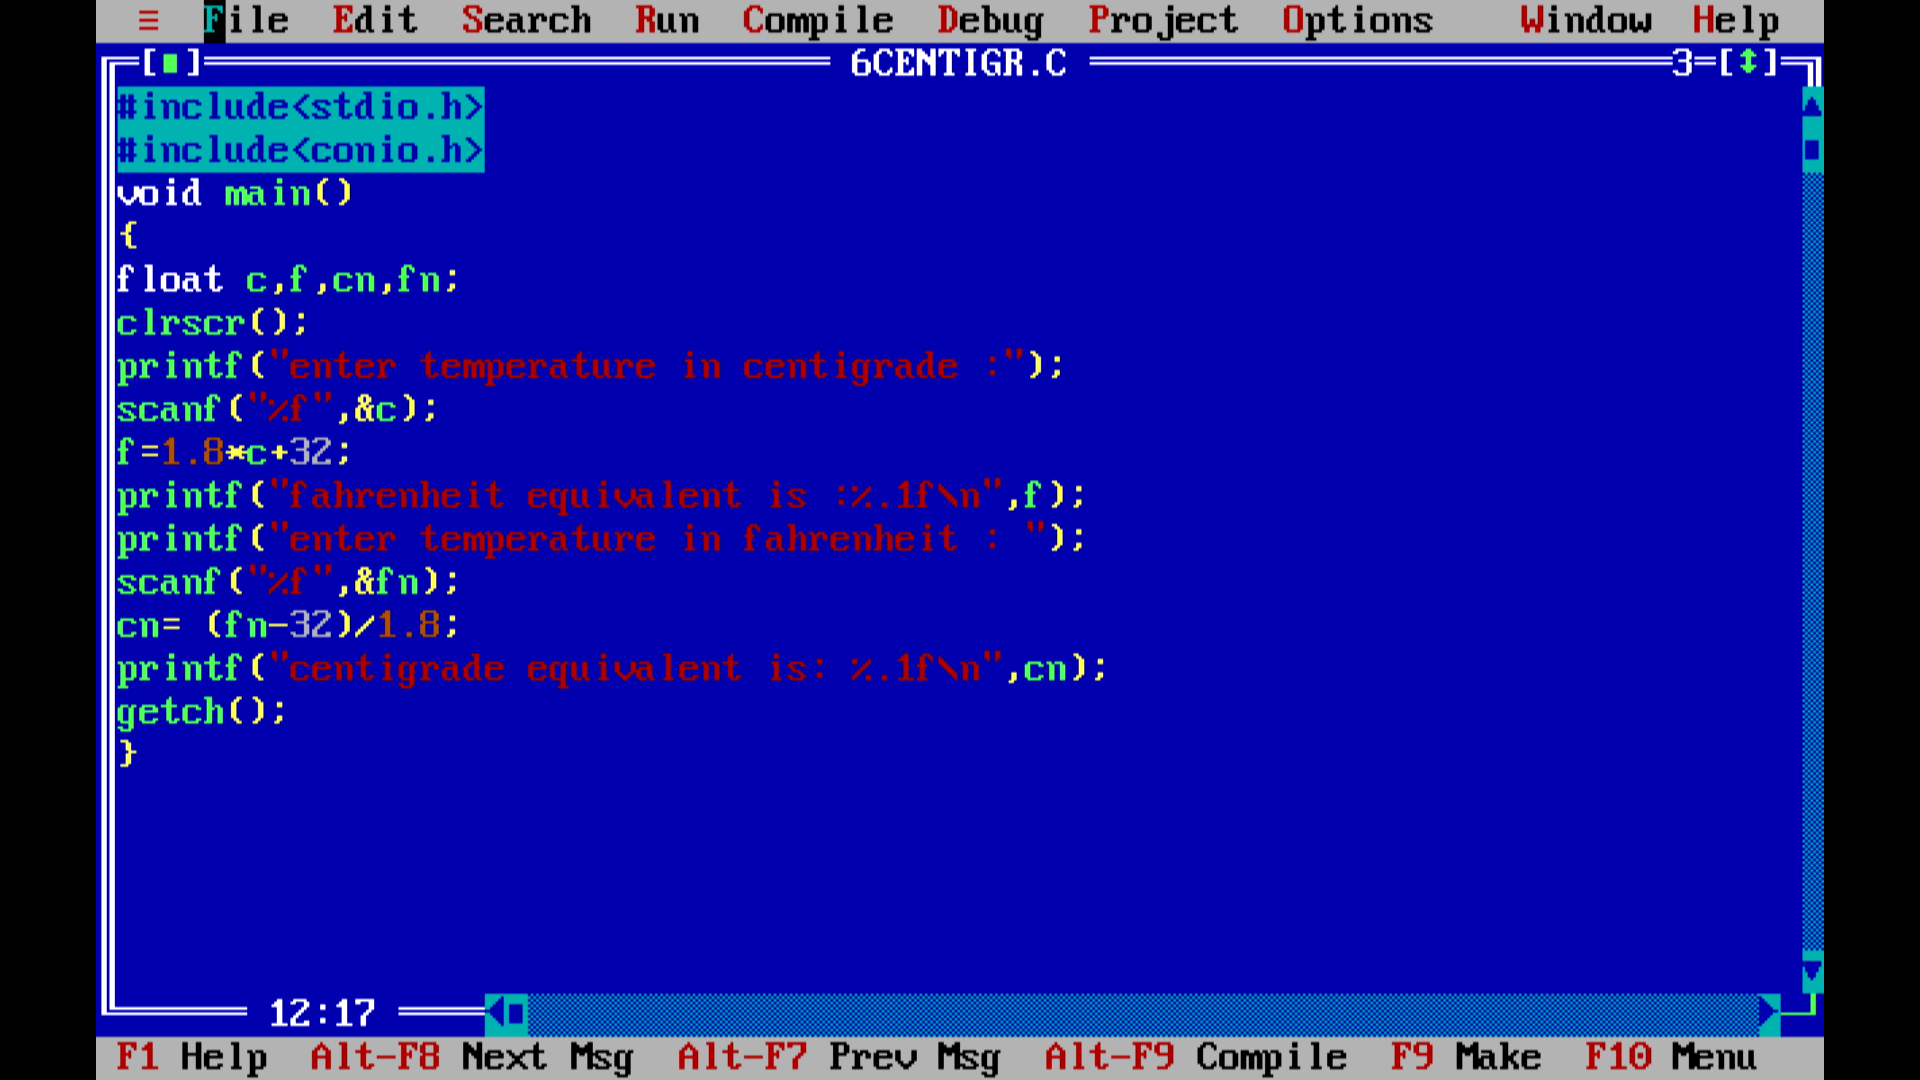 ≡ File Edit Search Run Compile Debug Project Options Window Help
[■] 6CENTIGR.C 3=[↕]
#include<stdio.h>
#include<conio.h>
void main()
{
float c,f,cn,fn;
clrscr();
printf("enter temperature in centigrade :");
scanf("%f",&c);
f=1.8*c+32;
printf("fahrenheit equivalent is :%.1f\n",f);
printf("enter temperature in fahrenheit : ");
scanf("%f",&fn);
cn= (fn-32)/1.8;
printf("centigrade equivalent is: %.1f\n",cn);
getch();
}
12:17
F1 Help Alt-F8 Next Msg Alt-F7 Prev Msg Alt-F9 Compile F9 Make F10 Menu